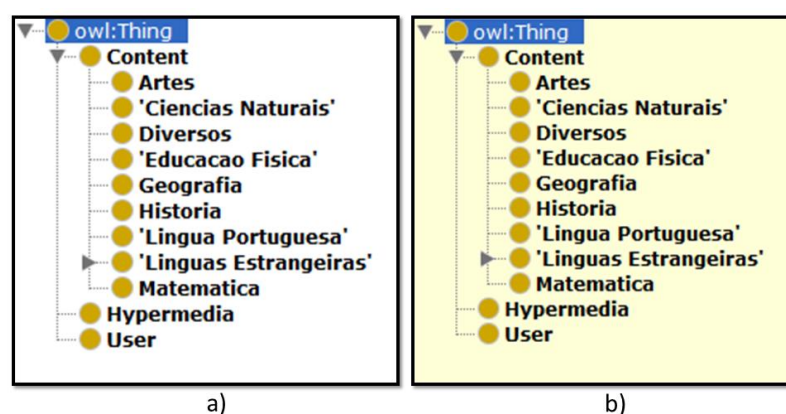 owl:Thing
Content
Artes
'Ciencias Naturais'
Diversos
'Educacao Fisica'
Geografia
Historia
'Lingua Portuguesa'
'Linguas Estrangeiras'
Matematica
Hypermedia
User
a)
owl:Thing
Content
Artes
'Ciencias Naturais'
Diversos
'Educacao Fisica'
Geografia
Historia
'Lingua Portuguesa'
'Linguas Estrangeiras'
Matematica
Hypermedia
User
b)